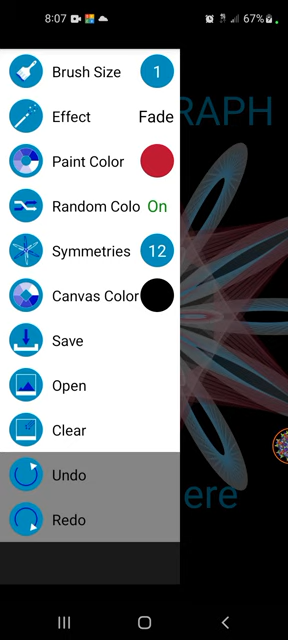 8:07
67%
RAPH
Brush Size 1
Effect Fade
Paint Color
Random Colo On
Symmetries 12
Canvas Color
Save
Open
Clear
Undo
ere
Redo